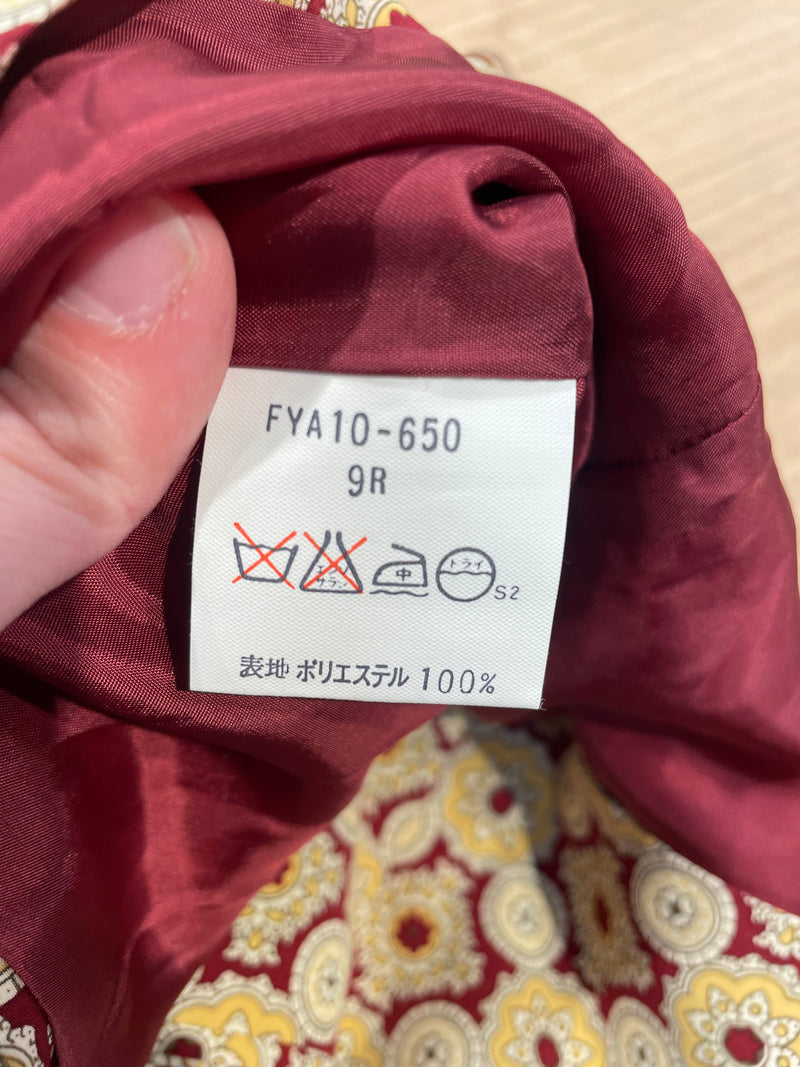 FYA10-650
9R
エンソ
サラシ
中
ドライ
S2
表地 ポリエステル 100%